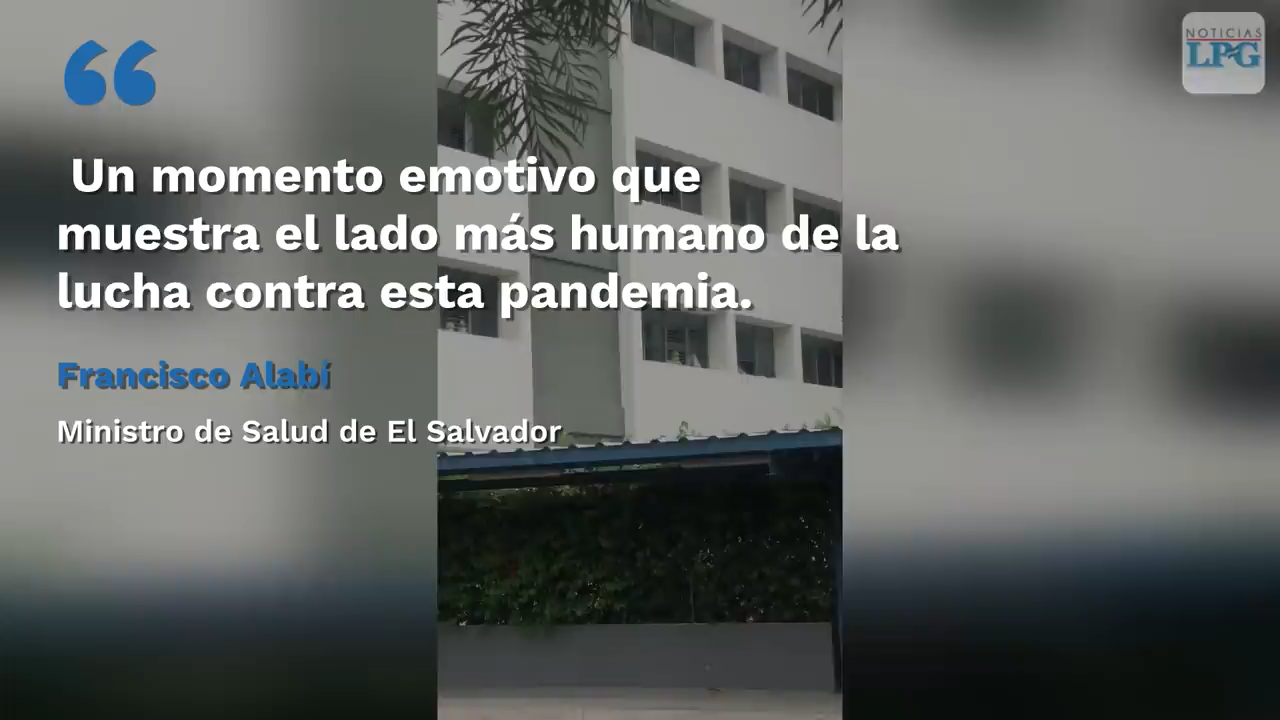 NOTICIAS
LPG
“
Un momento emotivo que
muestra el lado más humano de la
lucha contra esta pandemia.
Francisco Alabí
Ministro de Salud de El Salvador